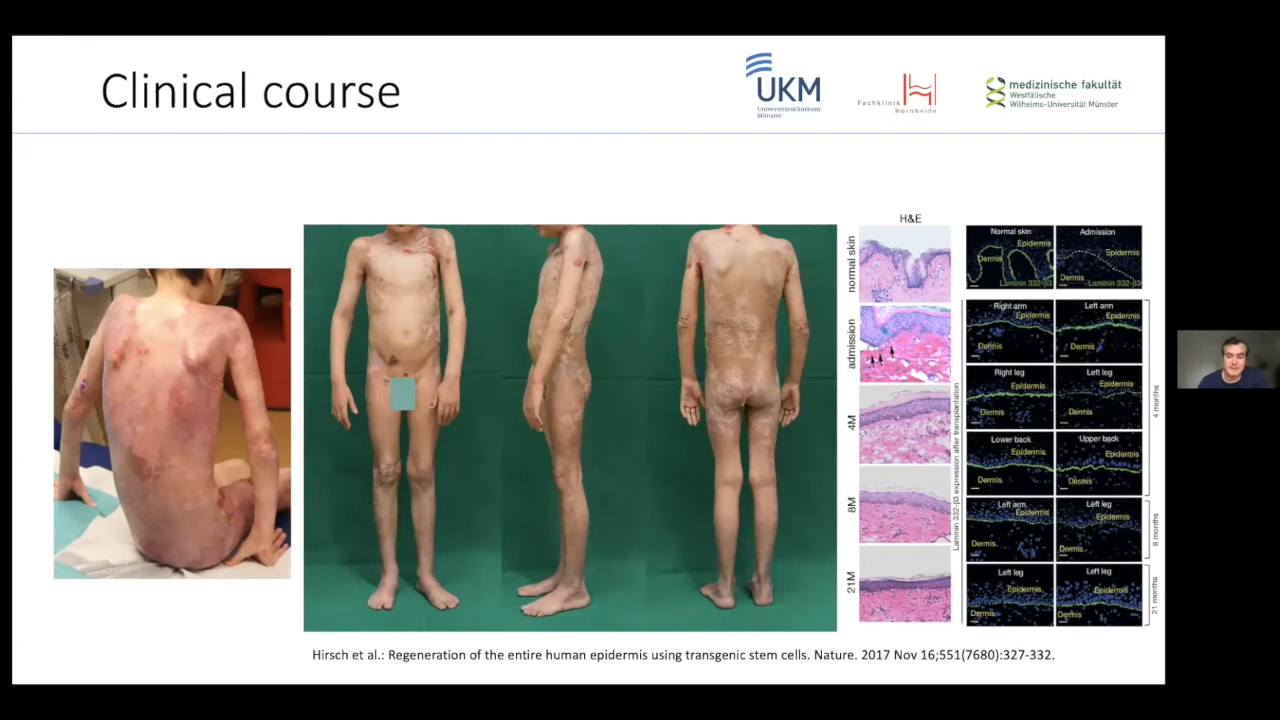 Clinical course
UKM
Universitätsklinikum
Münster
Fachklinik
Hornheide
medizinische fakultät
Westfälische
Wilhelms-Universität Münster
H&E
normal skin
admission
4M
8M
21M
Laminin 332-β3 expression after transplantation
Normal skin
Epidermis
Dermis
Laminin 332-β3
Admission
Epidermis
Dermis
Laminin 332-β3
Right arm
Epidermis
Dermis
Left arm
Epidermis
Dermis
Right leg
Epidermis
Dermis
Left leg
Epidermis
Dermis
Lower back
Epidermis
Dermis
Upper back
Epidermis
Dermis
4 months
Left arm
Epidermis
Dermis
Left leg
Epidermis
Dermis
8 months
Left leg
Epidermis
Dermis
Left leg
Epidermis
Dermis
21 months
Hirsch et al.: Regeneration of the entire human epidermis using transgenic stem cells. Nature. 2017 Nov 16;551(7680):327-332.